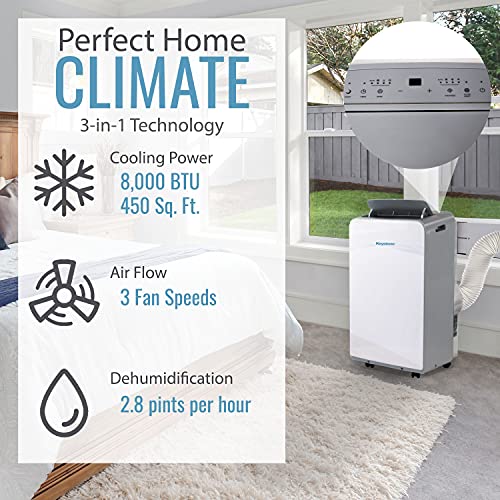 Perfect Home
CLIMATE
3-in-1 Technology
Cooling Power
8,000 BTU
450 Sq. Ft.
Air Flow
3 Fan Speeds
Dehumidification
2.8 pints per hour
Keystone